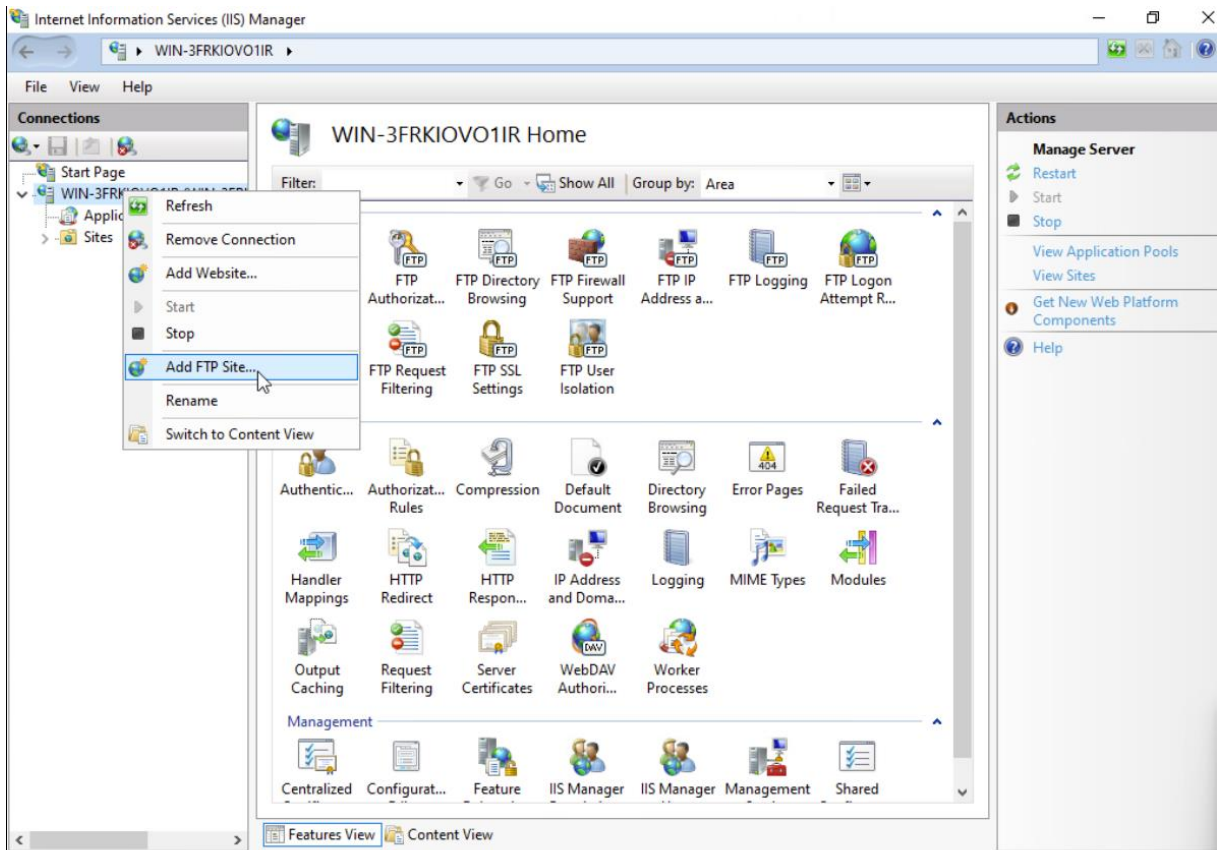 Internet Information Services (IIS) Manager
WIN-3FRKIOVO1IR
File View Help
Connections
Start Page
WIN-3FRKIOVO1IR
Applic
Sites
Refresh
Remove Connection
Add Website...
Start
Stop
Add FTP Site...
Rename
Switch to Content View
WIN-3FRKIOVO1IR Home
Filter: Go Show All Group by: Area
FTP Authorizat...
FTP Directory Browsing
FTP Firewall Support
FTP IP Address a...
FTP Logging
FTP Logon Attempt R...
FTP Request Filtering
FTP SSL Settings
FTP User Isolation
Authentic...
Authorizat... Rules
Compression
Default Document
Directory Browsing
404
Error Pages
Failed Request Tra...
Handler Mappings
HTTP Redirect
HTTP Respon...
IP Address and Doma...
Logging
MIME Types
Modules
Output Caching
Request Filtering
Server Certificates
DAV
WebDAV Authori...
Worker Processes
Management
Centralized
Configurat...
Feature
IIS Manager
IIS Manager
Management
Shared
Features View Content View
Actions
Manage Server
Restart
Start
Stop
View Application Pools
View Sites
Get New Web Platform
Components
Help